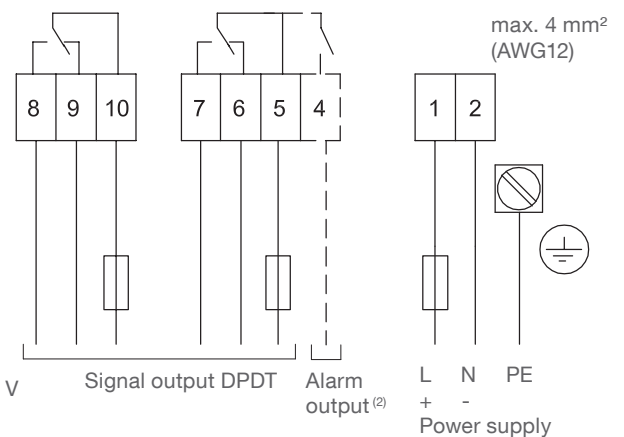 max. 4 mm²
(AWG12)
8 9 10 7 6 5 4 1 2
V
Signal output DPDT
Alarm
output (2)
L N PE
+ -
Power supply